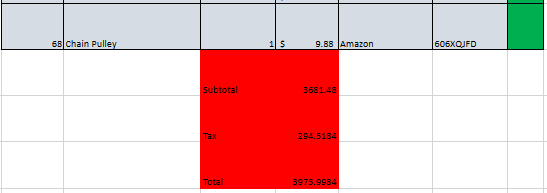 68 Chain Pulley 1 $ 9.88 Amazon 606XQJFD
Subtotal 3681.48
Tax 294.5184
Total 3975.9984